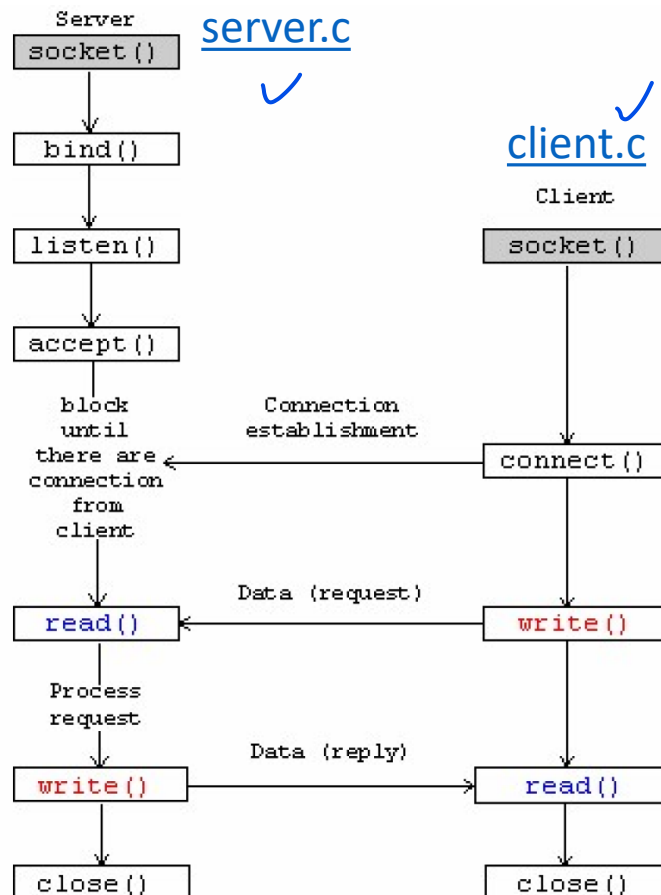 Server
server.c
socket()
bind()
client.c
Client
listen()
socket()
accept()
block
until
there are
connection
from
client
Connection
establishment
connect()
Data (request)
read()
write()
Process
request
Data (reply)
write()
read()
close()
close()